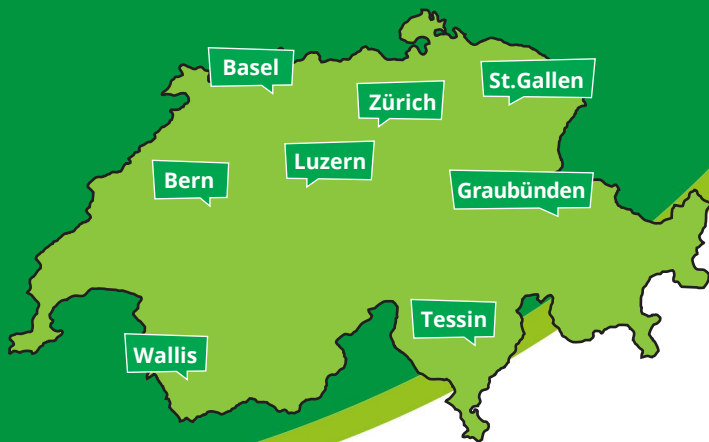 Basel
Zürich
St.Gallen
Luzern
Bern
Graubünden
Tessin
Wallis